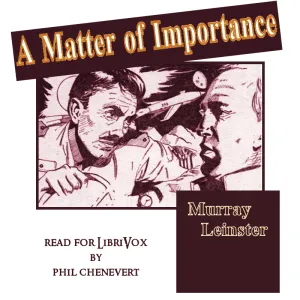 A Matter of Importance
Murray
Leinster
READ FOR LIBRIVOX
BY
PHIL CHENEVERT